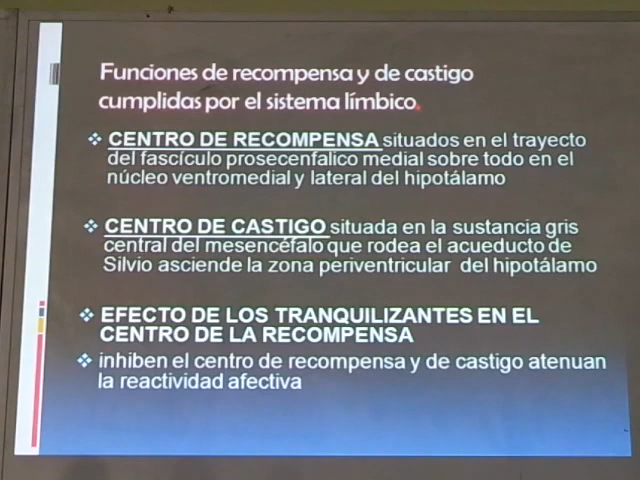 Funciones de recompensa y de castigo
cumplidas por el sistema límbico.
CENTRO DE RECOMPENSA situados en el trayecto
del fascículo prosecenfalico medial sobre todo en el
núcleo ventromedial y lateral del hipotálamo
CENTRO DE CASTIGO situada en la sustancia gris
central del mesencéfalo que rodea el acueducto de
Silvio asciende la zona periventricular del hipotálamo
EFECTO DE LOS TRANQUILIZANTES EN EL
CENTRO DE LA RECOMPENSA
inhiben el centro de recompensa y de castigo atenuan
la reactividad afectiva